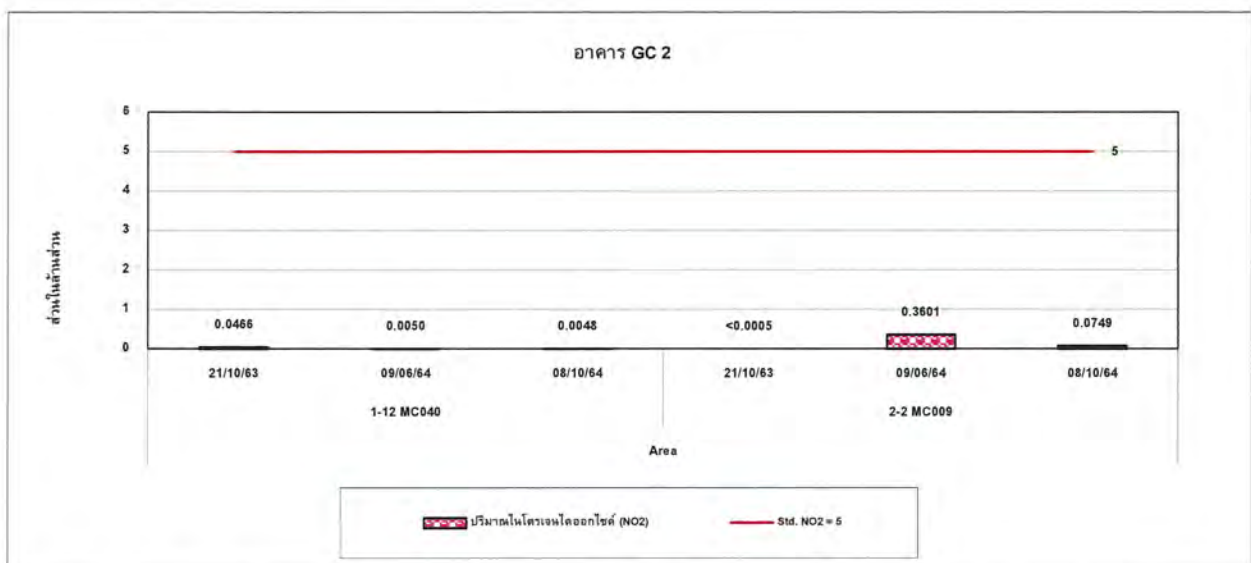 อาคาร GC 2
ส่วนในล้านส่วน
6
5
4
3
2
1
0
5
0.0466
0.0050
0.0048
<0.0005
0.3601
0.0749
21/10/63
09/06/64
08/10/64
21/10/63
09/06/64
08/10/64
1-12 MC040
2-2 MC009
Area
ปริมาณไนโตรเจนไดออกไซด์ (NO2)
Std. NO2 = 5